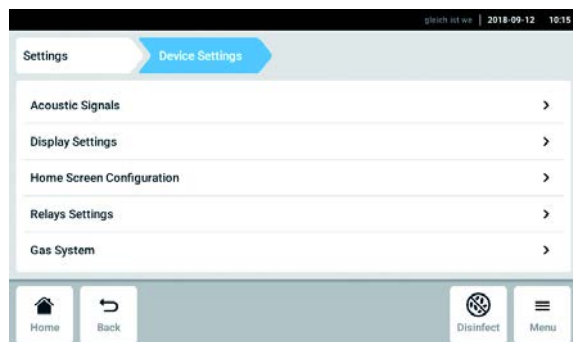 gleich ist we | 2018-09-12 10:15
Settings Device Settings
Acoustic Signals
Display Settings
Home Screen Configuration
Relays Settings
Gas System
Home Back Disinfect Menu